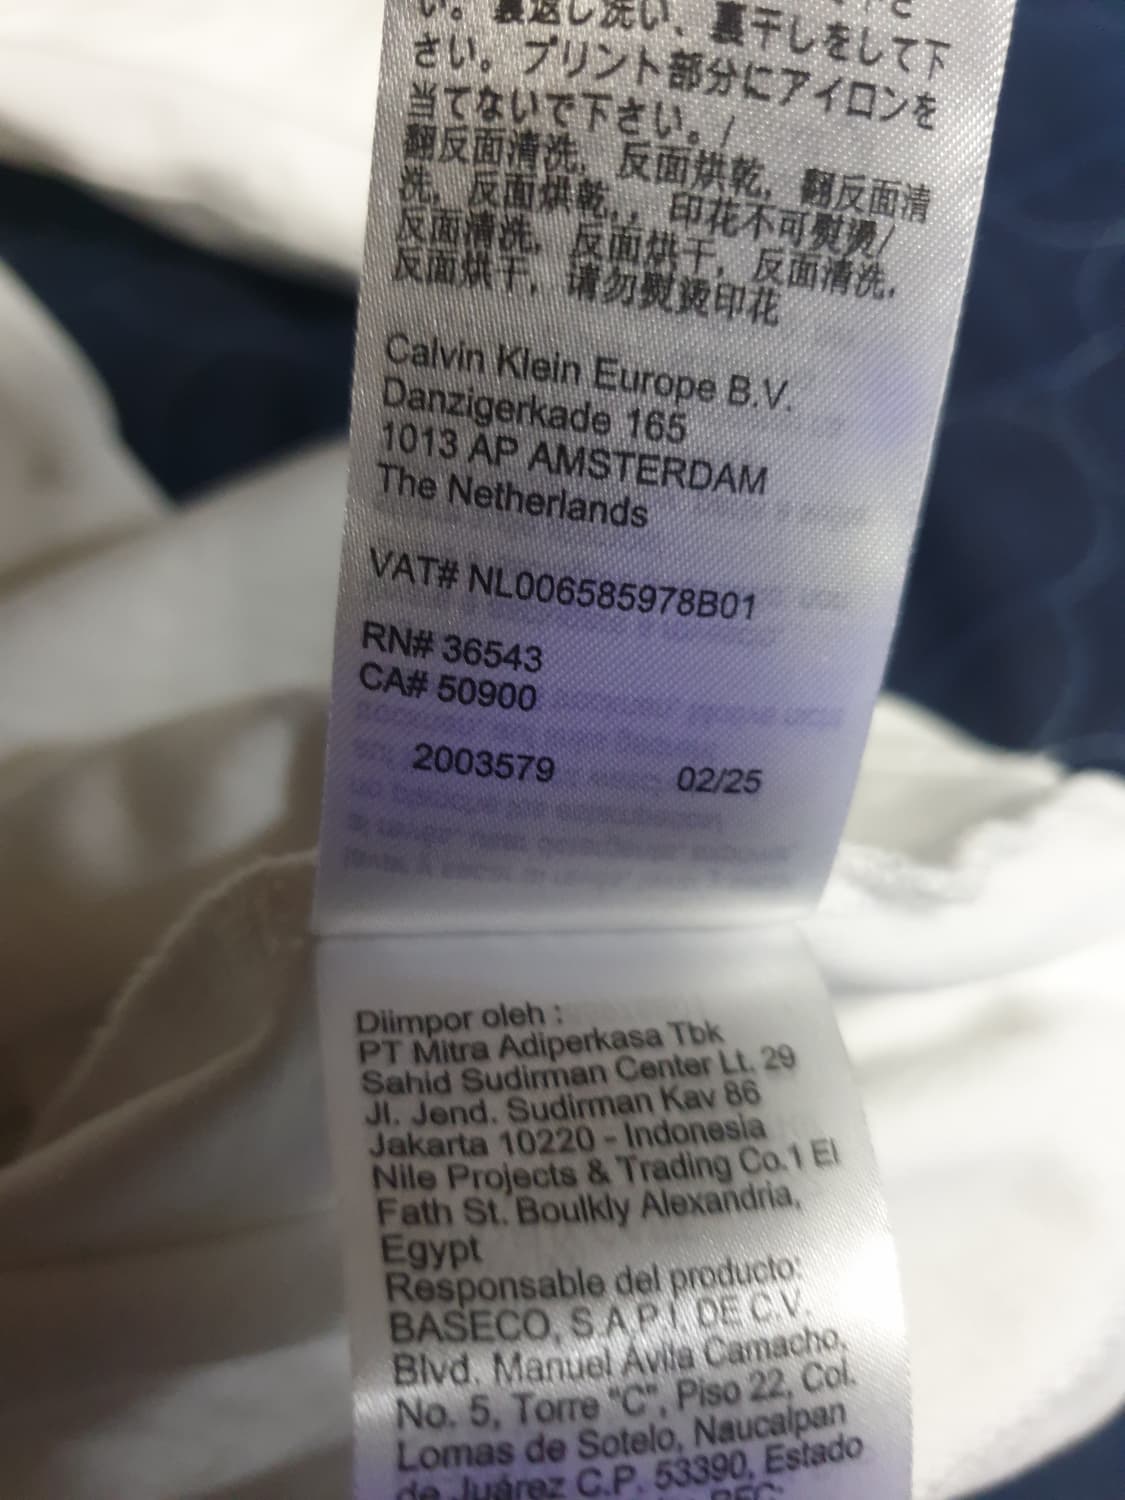 い。裏返し洗い、裏干しをして下
さい。プリント部分にアイロンを
当てないで下さい。/
翻反面清洗, 反面烘乾, 翻反面清
洗, 反面烘乾,, 印花不可熨燙/
反面清洗, 反面烘干, 反面清洗,
反面烘干, 请勿熨烫印花
Calvin Klein Europe B.V.
Danzigerkade 165
1013 AP AMSTERDAM
The Netherlands
VAT# NL006585978B01
RN# 36543
CA# 50900
2003579 02/25
Diimpor oleh :
PT Mitra Adiperkasa Tbk
Sahid Sudirman Center Lt. 29
Jl. Jend. Sudirman Kav 86
Jakarta 10220 - Indonesia
Nile Projects & Trading Co.1 El
Fath St. Boulkly Alexandria,
Egypt
Responsable del producto:
BASECO, S.A.P.I. DE C.V.
Blvd. Manuel Ávila Camacho,
No. 5, Torre "C", Piso 22, Col.
Lomas de Sotelo, Naucalpan
de Juárez C.P. 53390, Estado
RFC: